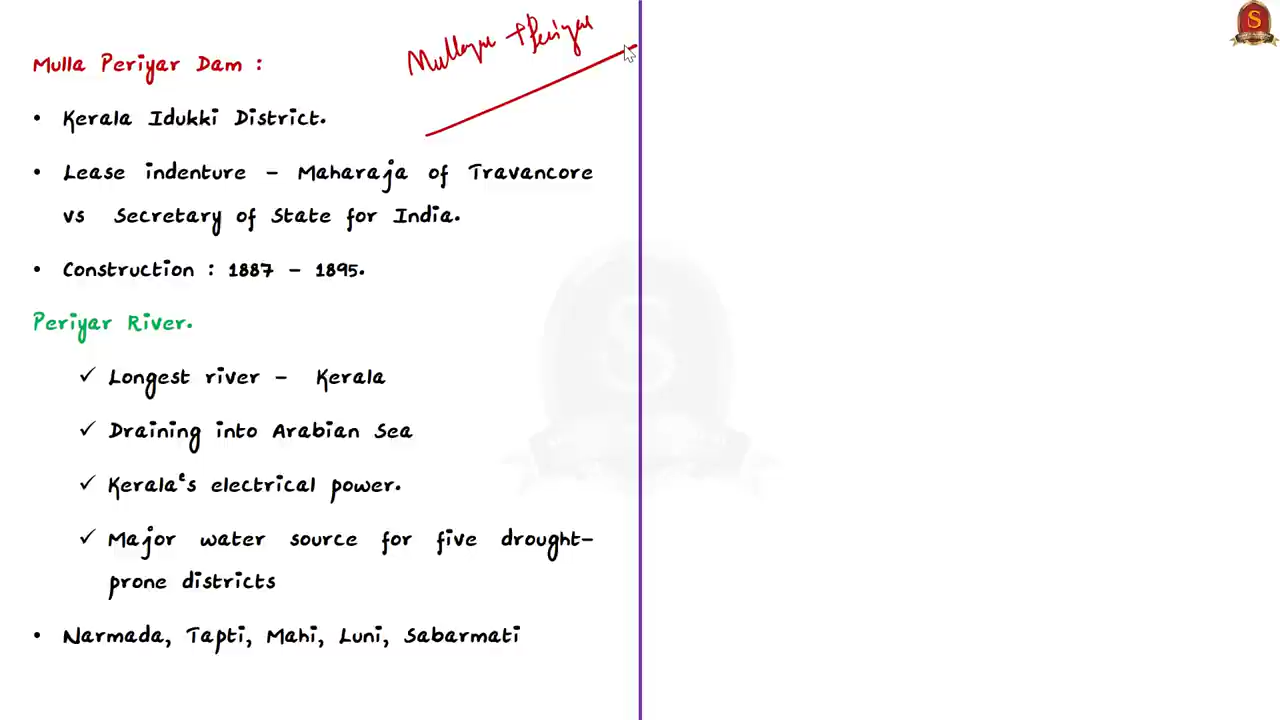 Mullayar + Periyar
Mulla Periyar Dam :
• Kerala Idukki District.
• Lease indenture – Maharaja of Travancore
vs Secretary of State for India.
• Construction : 1887 – 1895.
Periyar River.
✓ Longest river – Kerala
✓ Draining into Arabian Sea
✓ Kerala‘s electrical power.
✓ Major water source for five drought-
prone districts
• Narmada, Tapti, Mahi, Luni, Sabarmati
S
S